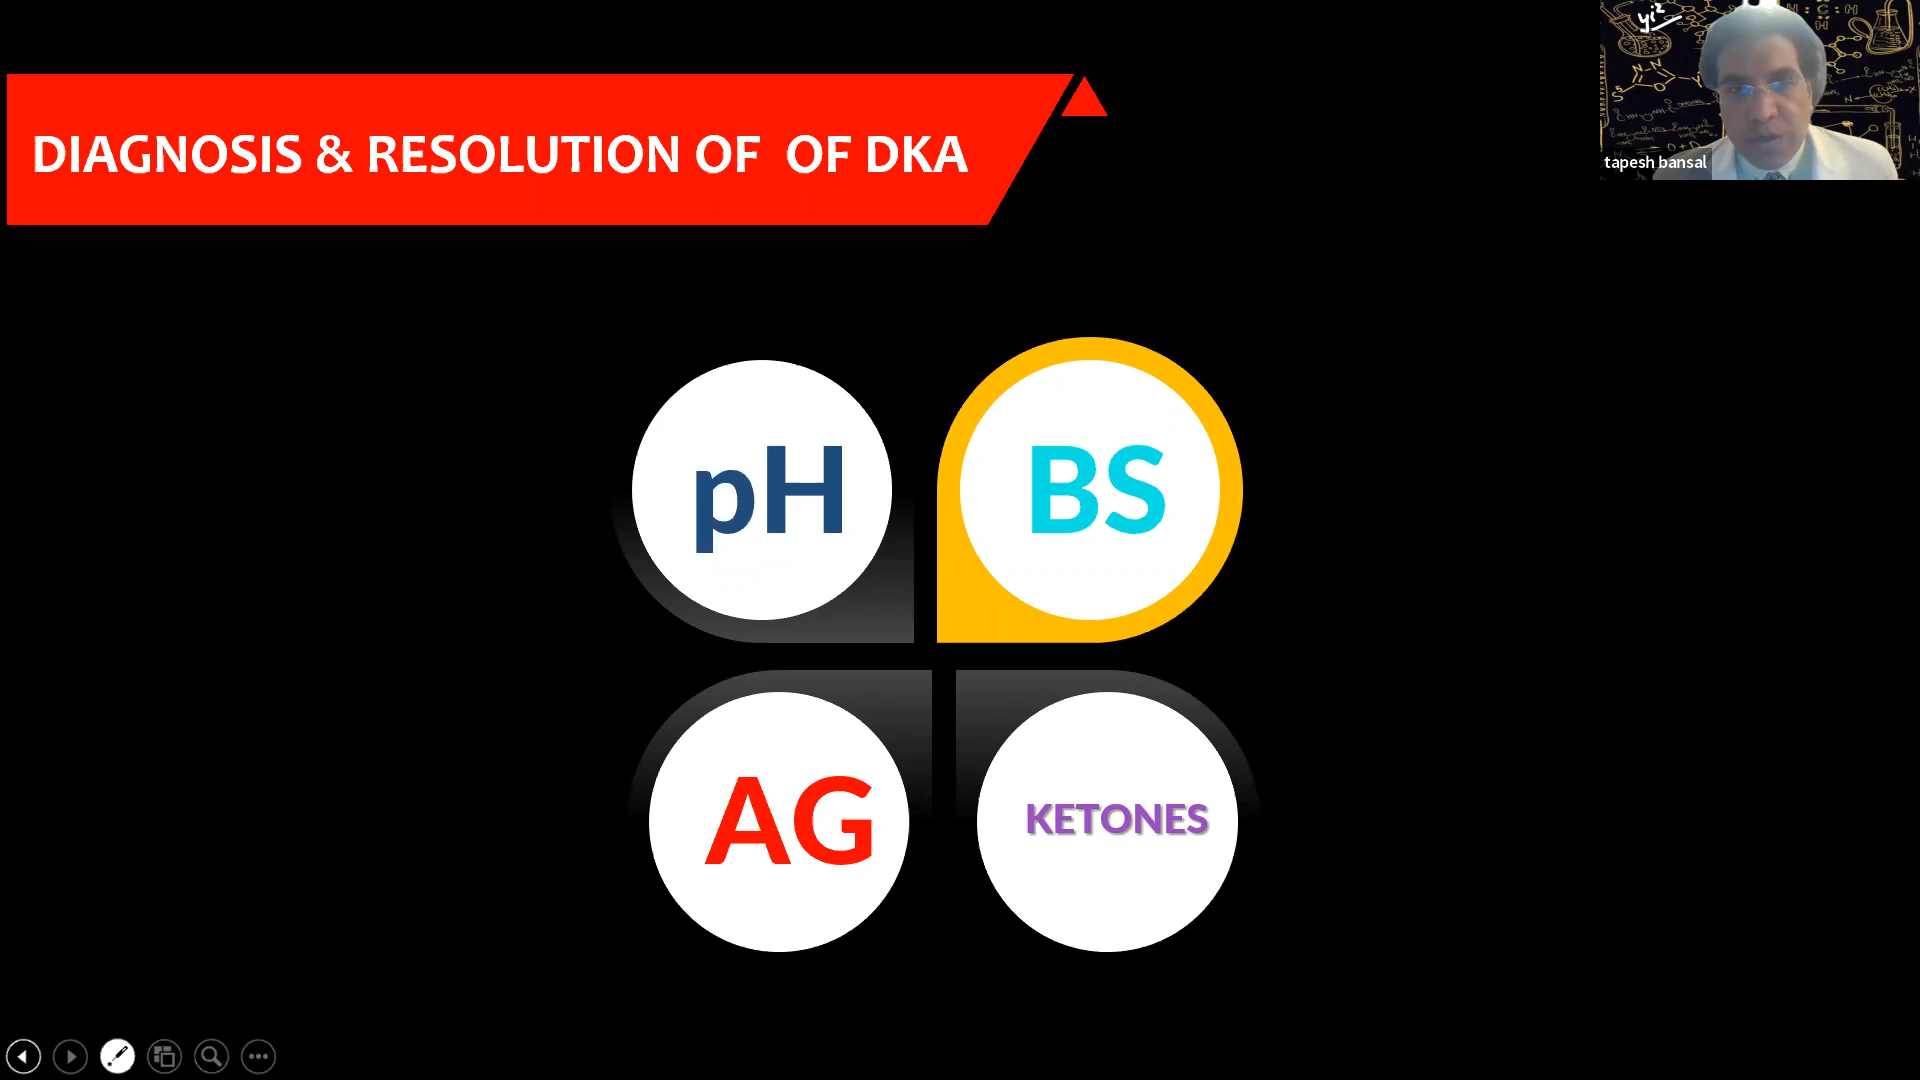 DIAGNOSIS & RESOLUTION OF  OF DKA
tapesh bansal
pH
BS
AG
KETONES